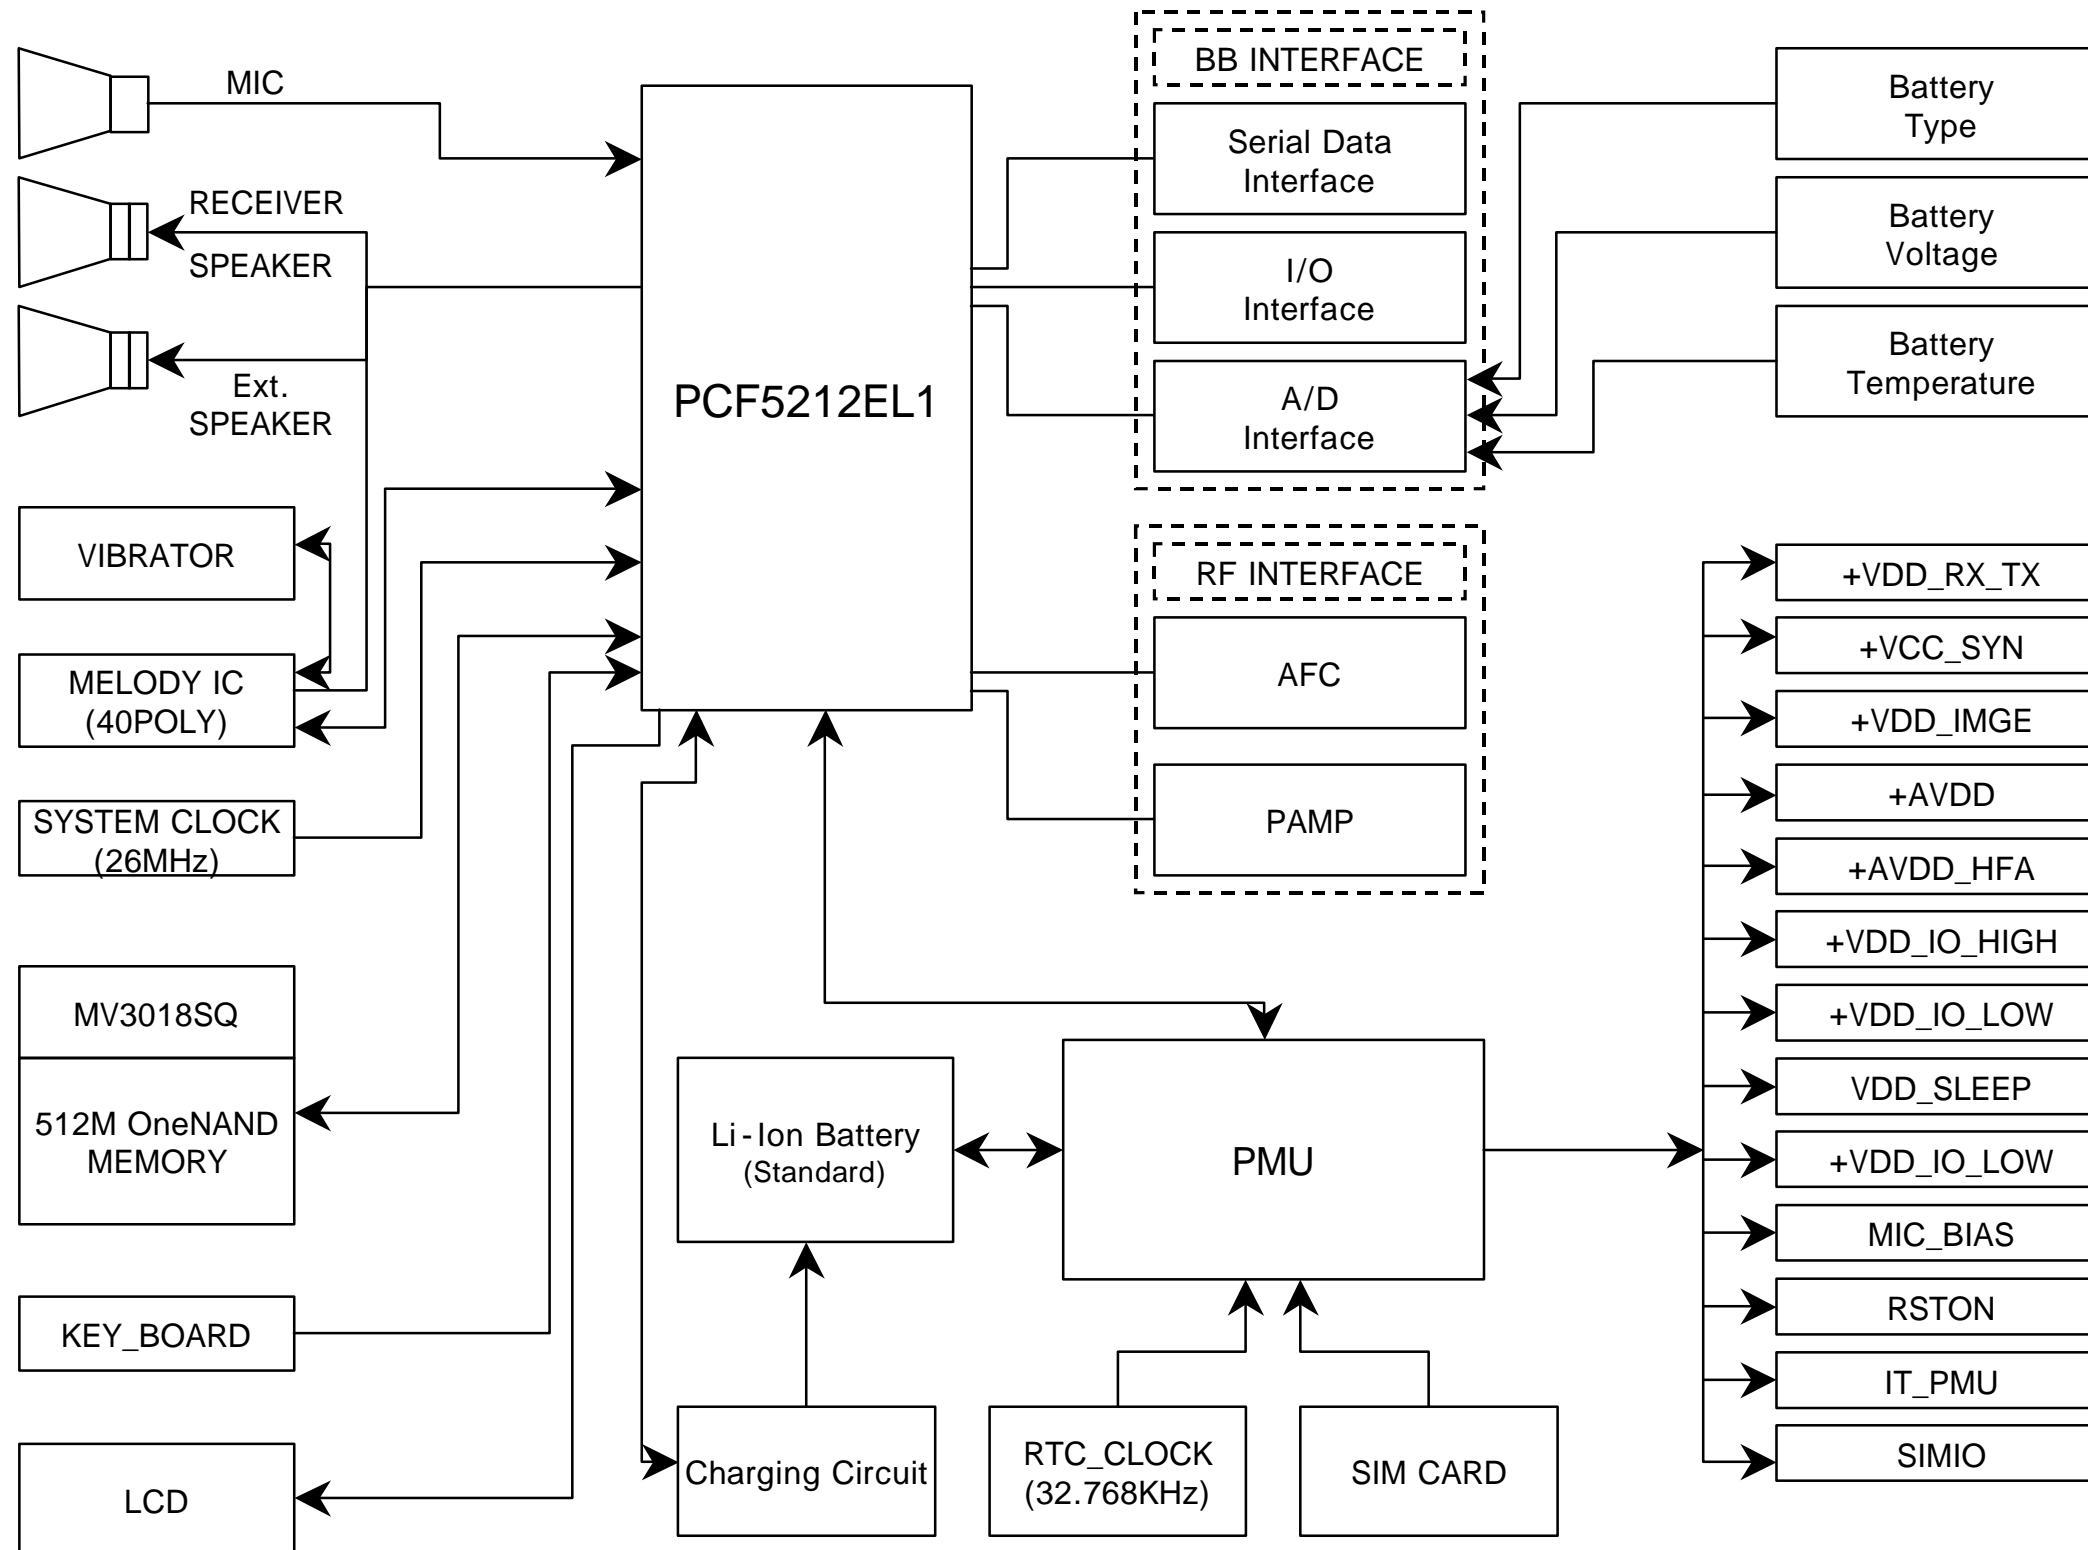 MIC
RECEIVER
SPEAKER
Ext.
SPEAKER
VIBRATOR
MELODY IC
(40POLY)
SYSTEM CLOCK
(26MHz)
MV3018SQ
512M OneNAND
MEMORY
KEY_BOARD
LCD
PCF5212EL1
BB INTERFACE
Serial Data
Interface
I/O
Interface
A/D
Interface
RF INTERFACE
AFC
PAMP
Li-Ion Battery
(Standard)
PMU
Charging Circuit
RTC_CLOCK
(32.768KHz)
SIM CARD
Battery
Type
Battery
Voltage
Battery
Temperature
+VDD_RX_TX
+VCC_SYN
+VDD_IMGE
+AVDD
+AVDD_HFA
+VDD_IO_HIGH
+VDD_IO_LOW
VDD_SLEEP
+VDD_IO_LOW
MIC_BIAS
RSTON
IT_PMU
SIMIO